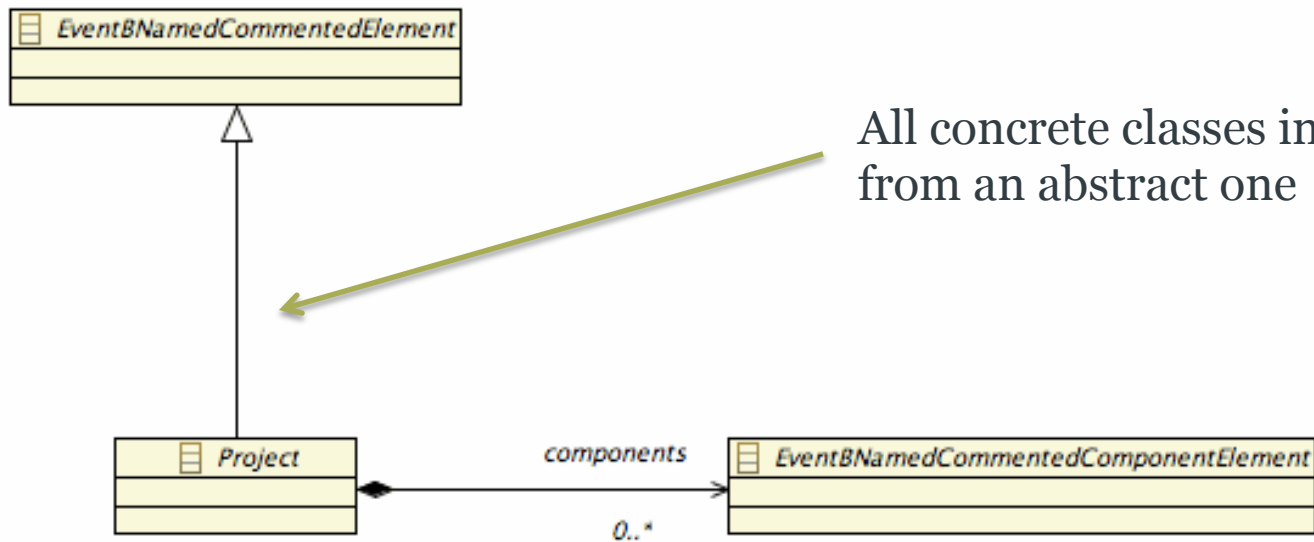 EventBNamedCommentedElement
All concrete classes in
from an abstract one
Project
components
EventBNamedCommentedComponentElement
0..*